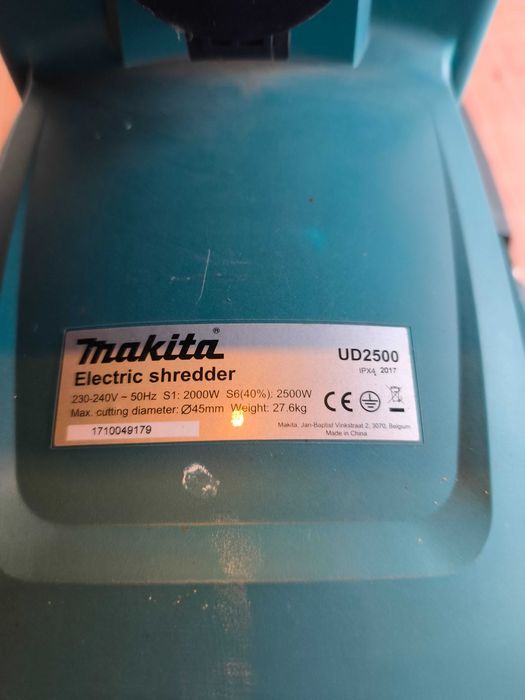 makita®
UD2500
Electric shredder
IPX4 2017
230-240V ~ 50Hz S1: 2000W S6(40%): 2500W
Max. cutting diameter: Ø45mm Weight: 27.6kg
CE
1710049179
Makita, Jan-Baptist Vinkstraat 2, 3070, Belgium
Made in China